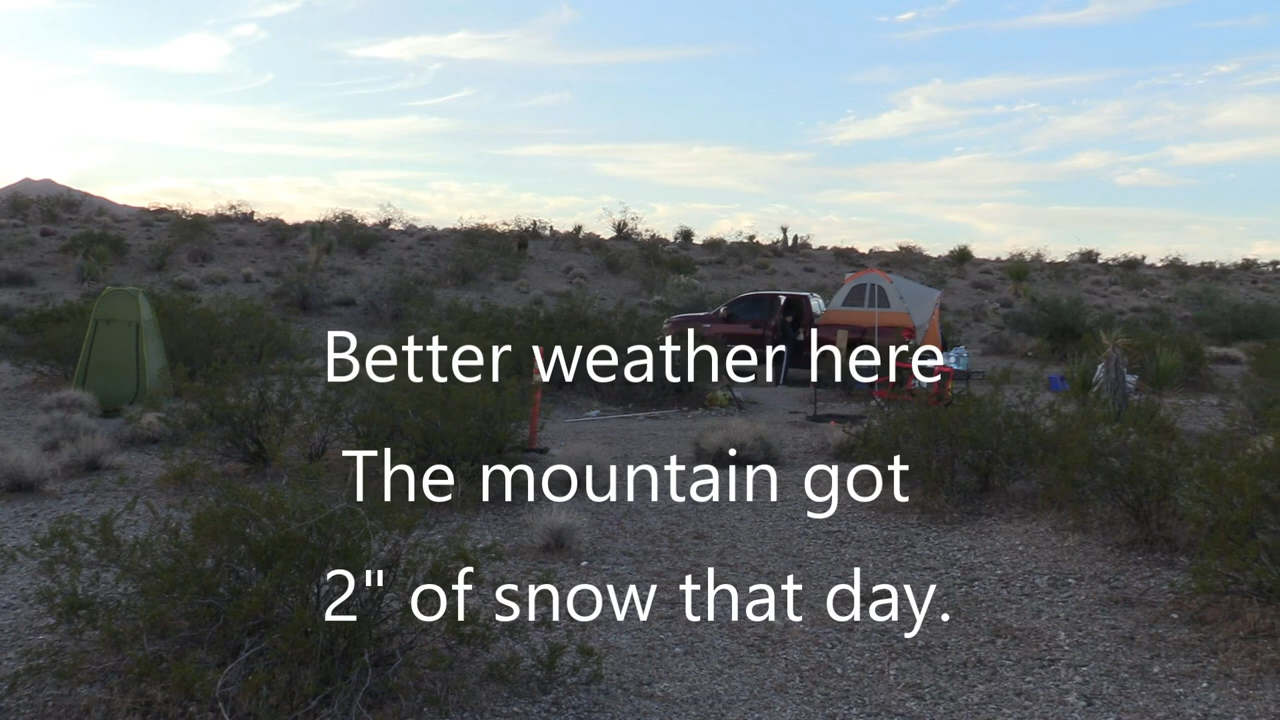 Better weather here
The mountain got
2" of snow that day.